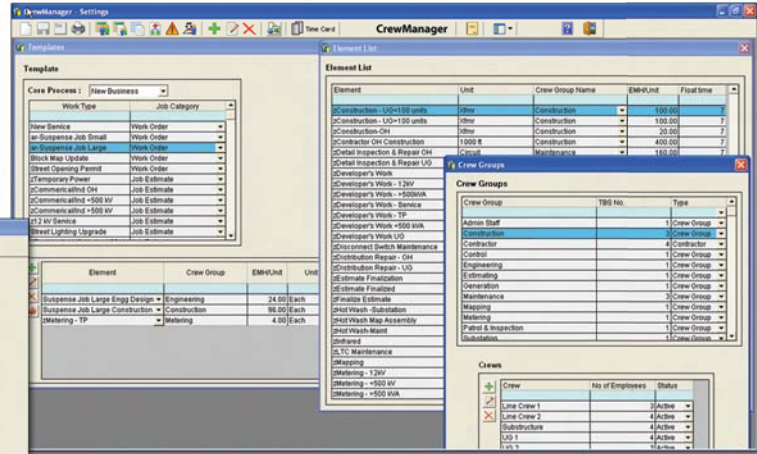 CrewManager - Settings
Time Card CrewManager
Templates
Template
Core Process : New Business
Work Type Job Category
New Service Work Order
ar-Suspense Job Small Work Order
ar-Suspense Job Large Work Order
Block Map Update Work Order
Street Opening Permit Work Order
zTemporary Power Job Estimate
zCommericalInd OH Job Estimate
zCommericalInd +500 kV Job Estimate
zCommericalInd +500 kV Job Estimate
z12 kV Service Job Estimate
Street Lighting Upgrade Job Estimate
Element Crew Group EMH/Unit Unit
Suspense Job Large Engg Design Engineering 24.00 Each
Suspense Job Large Construction Construction 98.00 Each
zMetering - TP Metering 4.00 Each
Element List
Element List
Element Unit Crew Group Name EMH/Unit Float time
zConstruction - UG+100 units Xfmr Construction 100.00 7
zConstruction - UG+100 units Xfmr Construction 100.00 7
zConstruction-OH Xfmr Construction 20.00 7
zContractor OH Construction 1000 ft Construction 400.00 7
zDetail Inspection & Repair OH Circuit Maintenance 160.00 7
zDetail Inspection & Repair UG
zDeveloper's Work
zDeveloper's Work - 12kV
zDeveloper's Work - >500kVA
zDeveloper's Work - Service
zDeveloper's Work - TP
zDeveloper's Work <500 kV
zDeveloper's Work UG
zDisconnect Switch Maintenance
zDistribution Repair - OH
zDistribution Repair - UG
zEstimate Finalization
zEstimate Finalized
zFinalize Estimate
zHot Wash -Substation
zHot Wash Map Assembly
zHot Wash-Maint
zInfrared
zLTC Maintenance
zMapping
zMetering - 12kV
zMetering - <500 kV
zMetering - <500 kVA
Crew Groups
Crew Groups
Crew Group TBG No. Type
Admin Staff 1 Crew Group
Construction 3 Crew Group
Contractor 4 Contractor
Control 1 Crew Group
Engineering 1 Crew Group
Estimating 1 Crew Group
Generation 1 Crew Group
Maintenance 3 Crew Group
Mapping 1 Crew Group
Metering 1 Crew Group
Patrol & Inspection 1 Crew Group
Substation 1 Crew Group
Crews
Crew No of Employees Status
Line Crew 1 3 Active
Line Crew 2 4 Active
Substructure 4 Active
UG 1 4 Active
UG 2 3 Active